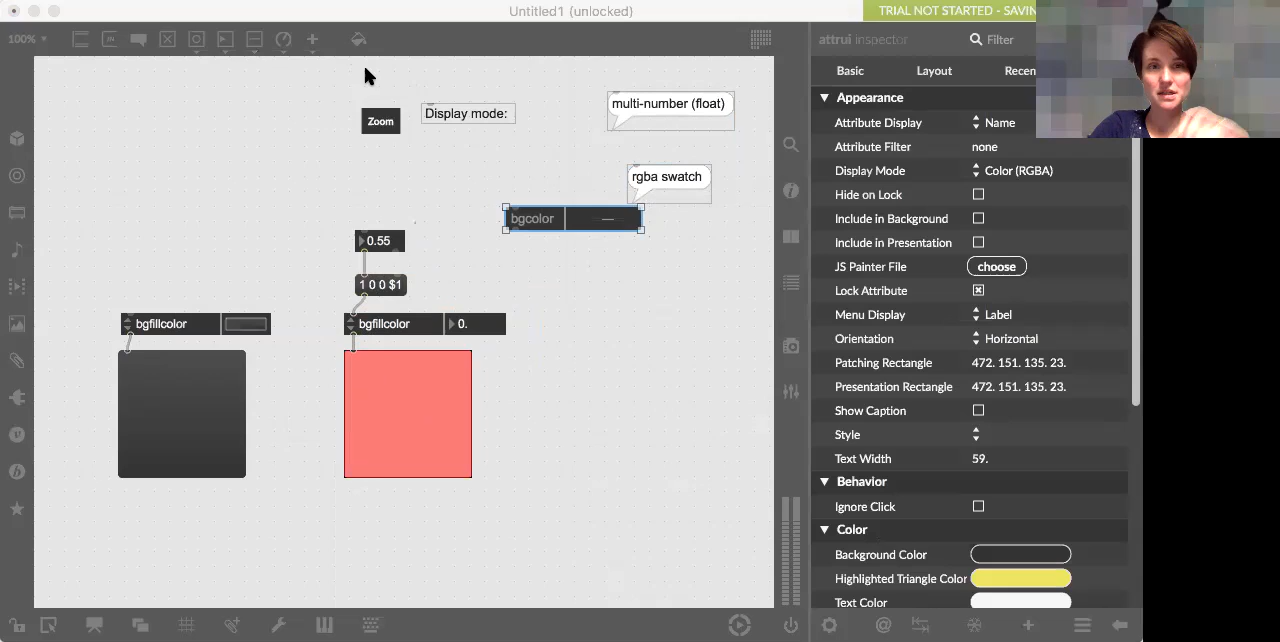 Untitled1 (unlocked)
TRIAL NOT STARTED - SAVIN
100%
Zoom
Display mode:
multi-number (float)
rgba swatch
bgcolor
0.55
1 0 0 $1
bgfillcolor
bgfillcolor
0.
attrui inspector
Filter
Basic
Layout
Recen
Appearance
Attribute Display Name
Attribute Filter none
Display Mode Color (RGBA)
Hide on Lock
Include in Background
Include in Presentation
JS Painter File choose
Lock Attribute
Menu Display Label
Orientation Horizontal
Patching Rectangle 472. 151. 135. 23.
Presentation Rectangle 472. 151. 135. 23.
Show Caption
Style
Text Width 59.
Behavior
Ignore Click
Color
Background Color
Highlighted Triangle Color
Text Color